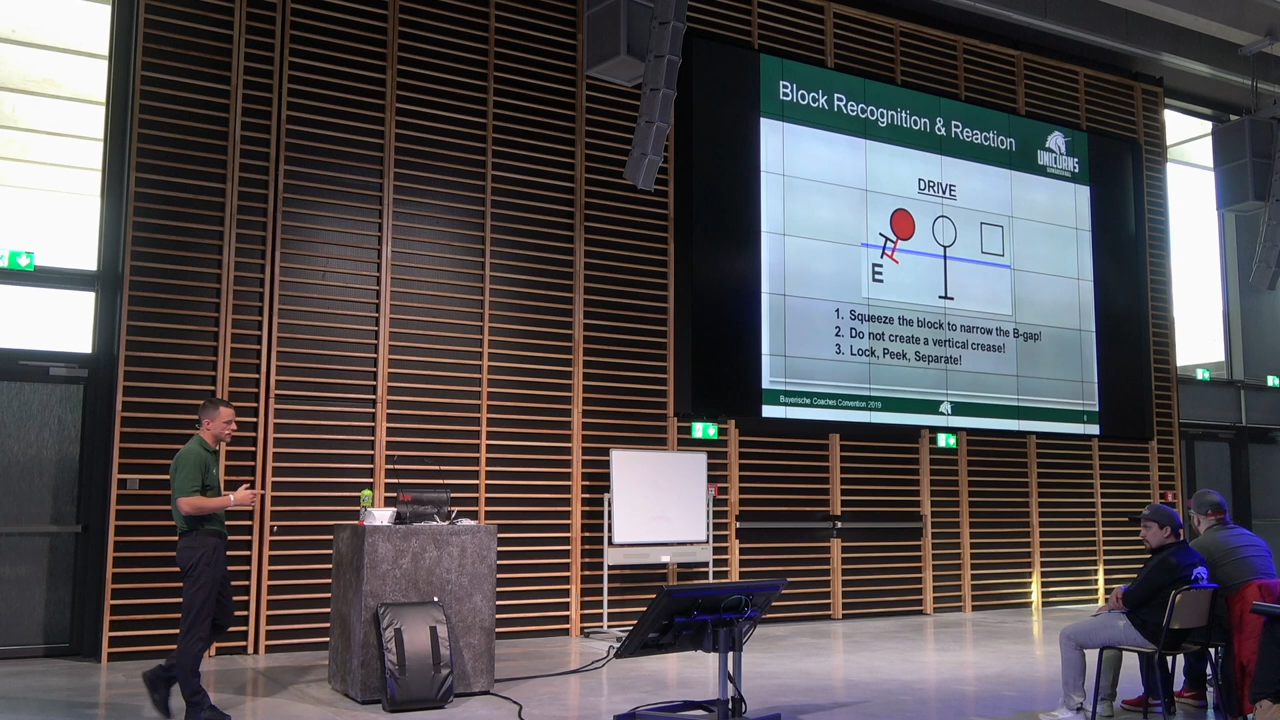 Block Recognition & Reaction
UNICORNS
DRIVE
E
1. Squeeze the block to narrow the B-gap!
2. Do not create a vertical crease!
3. Lock, Peek, Separate!
Bayerische Coaches Convention 2019